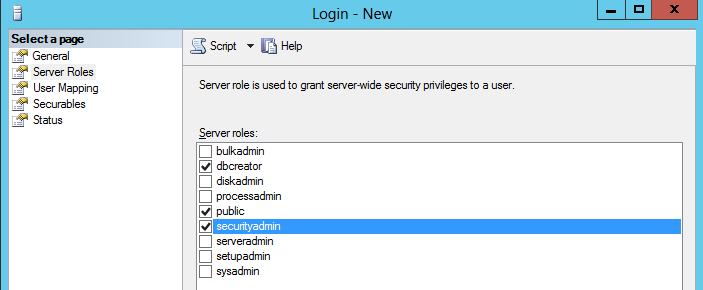 Login - New
Select a page
General
Server Roles
User Mapping
Securables
Status
Script Help
Server role is used to grant server-wide security privileges to a user.
Server roles:
bulkadmin
dbcreator
diskadmin
processadmin
public
securityadmin
serveradmin
setupadmin
sysadmin